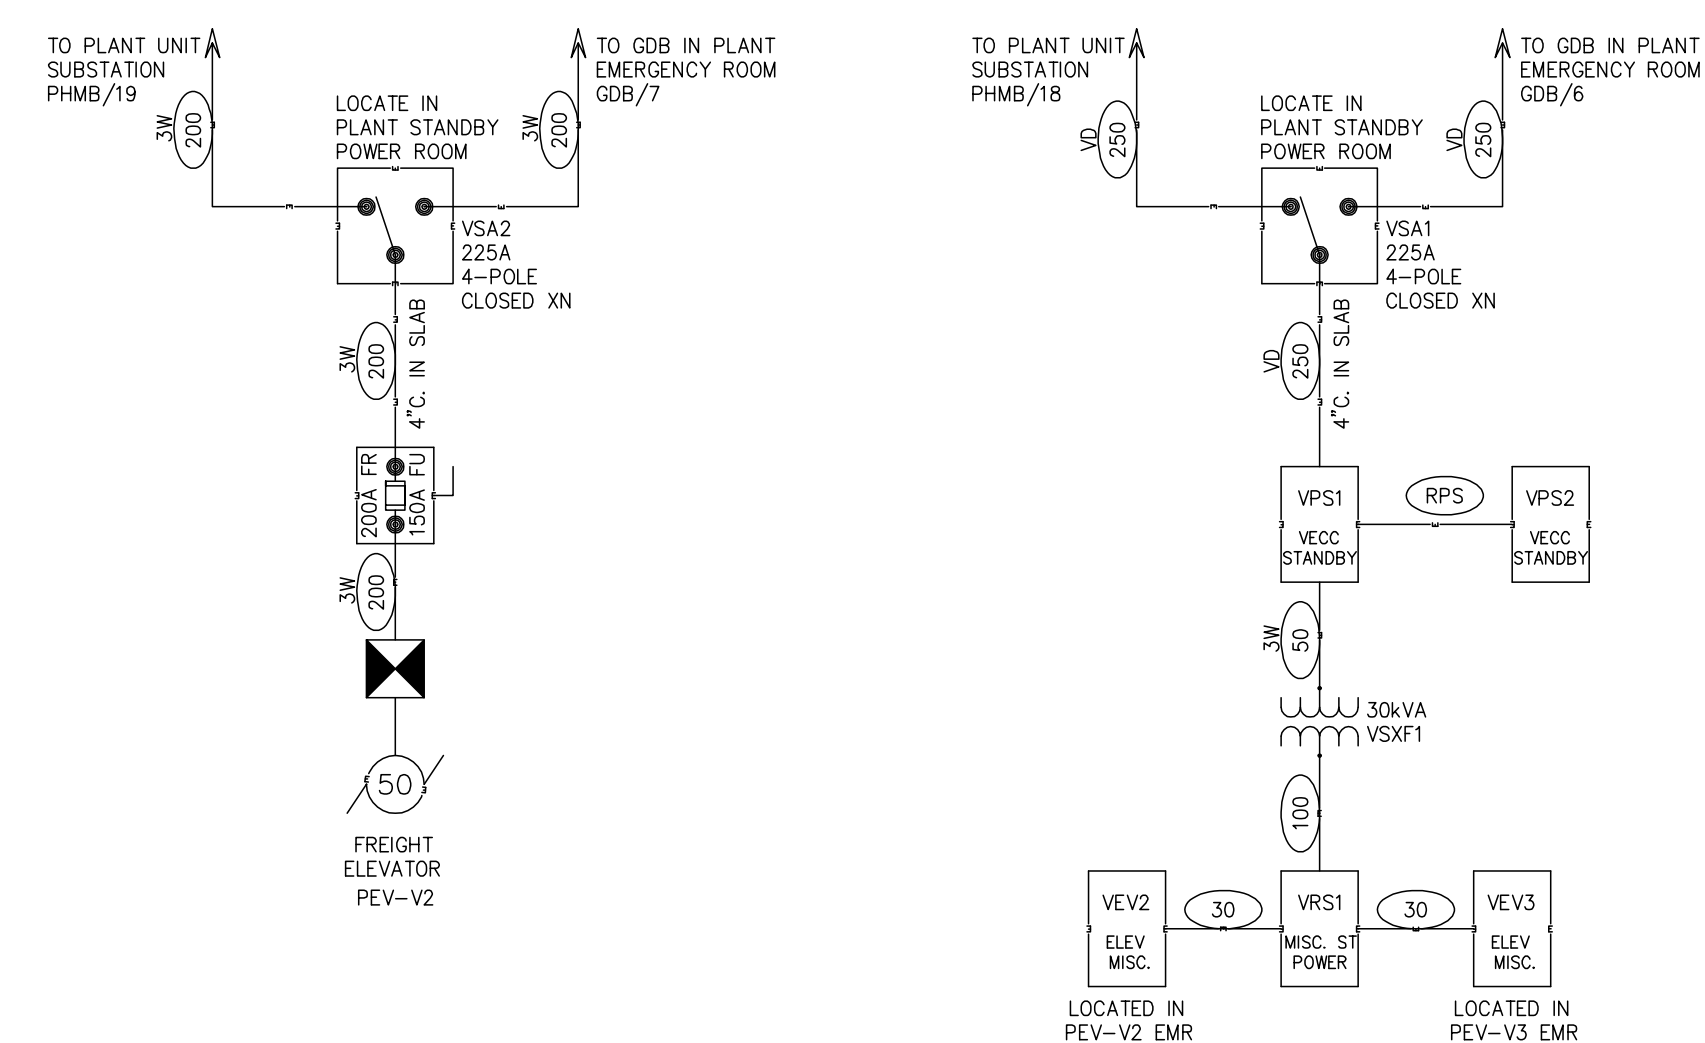 TO PLANT UNIT
SUBSTATION
PHMB/19
3W
200
LOCATE IN
PLANT STANDBY
POWER ROOM
3W
200
TO GDB IN PLANT
EMERGENCY ROOM
GDB/7
VSA2
225A
4-POLE
CLOSED XN
3W
200
4"C. IN SLAB
200A FR
150A FU
3W
200
50
FREIGHT
ELEVATOR
PEV-V2
TO PLANT UNIT
SUBSTATION
PHMB/18
VD
250
LOCATE IN
PLANT STANDBY
POWER ROOM
VD
250
TO GDB IN PLANT
EMERGENCY ROOM
GDB/6
VSA1
225A
4-POLE
CLOSED XN
VD
250
4"C. IN SLAB
VPS1
VECC
STANDBY
RPS
VPS2
VECC
STANDBY
3W
50
30kVA
VSXF1
100
VEV2
ELEV
MISC.
30
VRS1
MISC. ST
POWER
30
VEV3
ELEV
MISC.
LOCATED IN
PEV-V2 EMR
LOCATED IN
PEV-V3 EMR